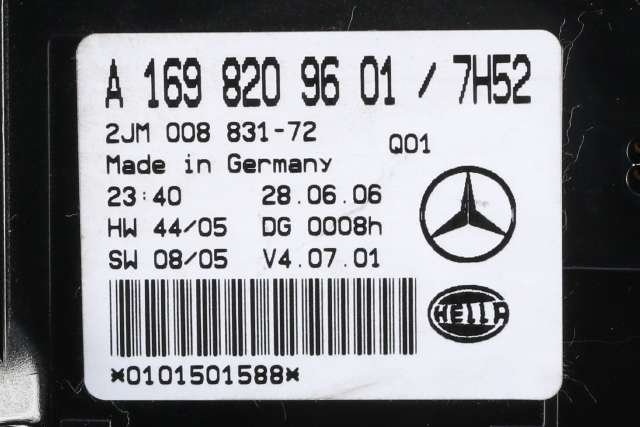 A 169 820 96 01 / 7H52
2JM 008 831-72 Q01
Made in Germany
23:40 28.06.06
HW 44/05 DG 0008h
SW 08/05 V4.07.01
HELLA
*0101501588*